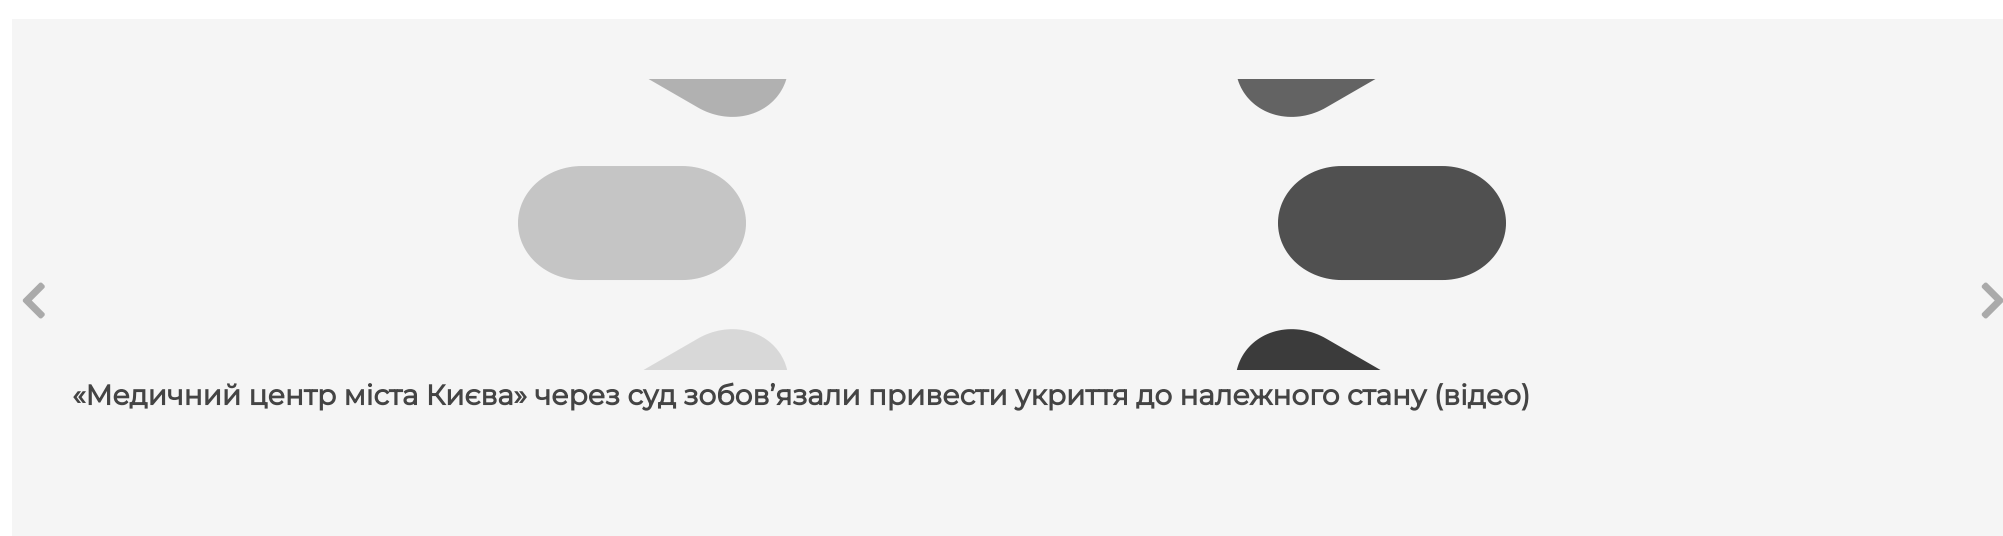 «Медичний центр міста Києва» через суд зобов’язали привести укриття до належного стану (відео)